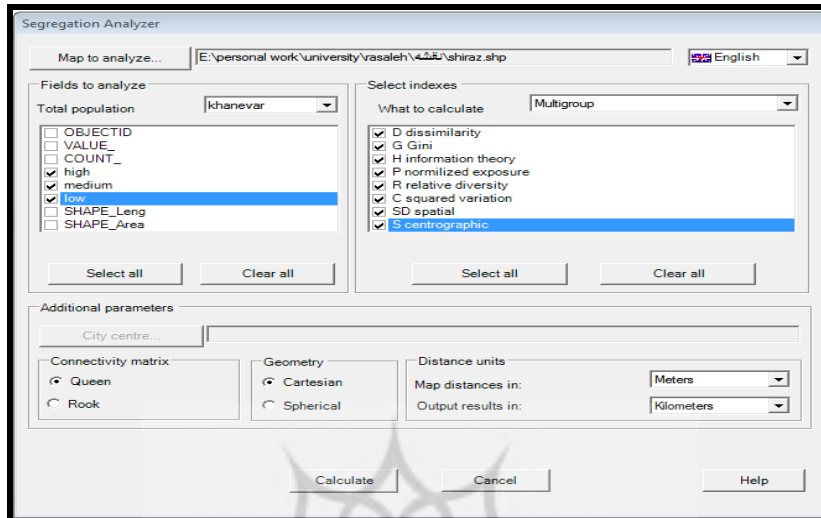 Segregation Analyzer
Map to analyze... E:\personal work\university\rasaleh\نقشه\shiraz.shp English
Fields to analyze
Total population khanevar
OBJECTID
VALUE_
COUNT_
high
medium
low
SHAPE_Leng
SHAPE_Area
Select all Clear all
Select indexes
What to calculate Multigroup
D dissimilarity
G Gini
H information theory
P normilized exposure
R relative diversity
C squared variation
SD spatial
S centrographic
Select all Clear all
Additional parameters
City centre...
Connectivity matrix
Queen
Rook
Geometry
Cartesian
Spherical
Distance units
Map distances in: Meters
Output results in: Kilometers
Calculate Cancel Help